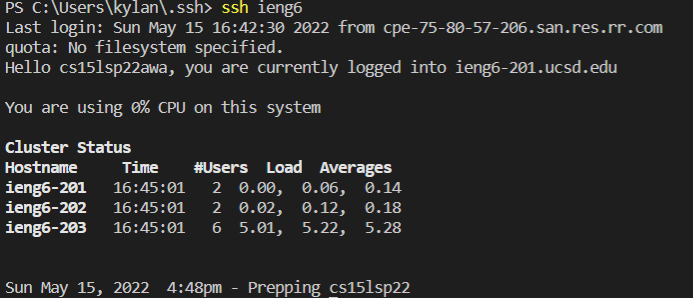 PS C:\Users\kylan\.ssh> ssh ieng6
Last login: Sun May 15 16:42:30 2022 from cpe-75-80-57-206.san.res.rr.com
quota: No filesystem specified.
Hello cs15lsp22awa, you are currently logged into ieng6-201.ucsd.edu
You are using 0% CPU on this system
Cluster Status
Hostname     Time    #Users  Load  Averages
ieng6-201   16:45:01   2  0.00,  0.06,  0.14
ieng6-202   16:45:01   2  0.02,  0.12,  0.18
ieng6-203   16:45:01   6  5.01,  5.22,  5.28
Sun May 15, 2022  4:48pm - Prepping cs15lsp22